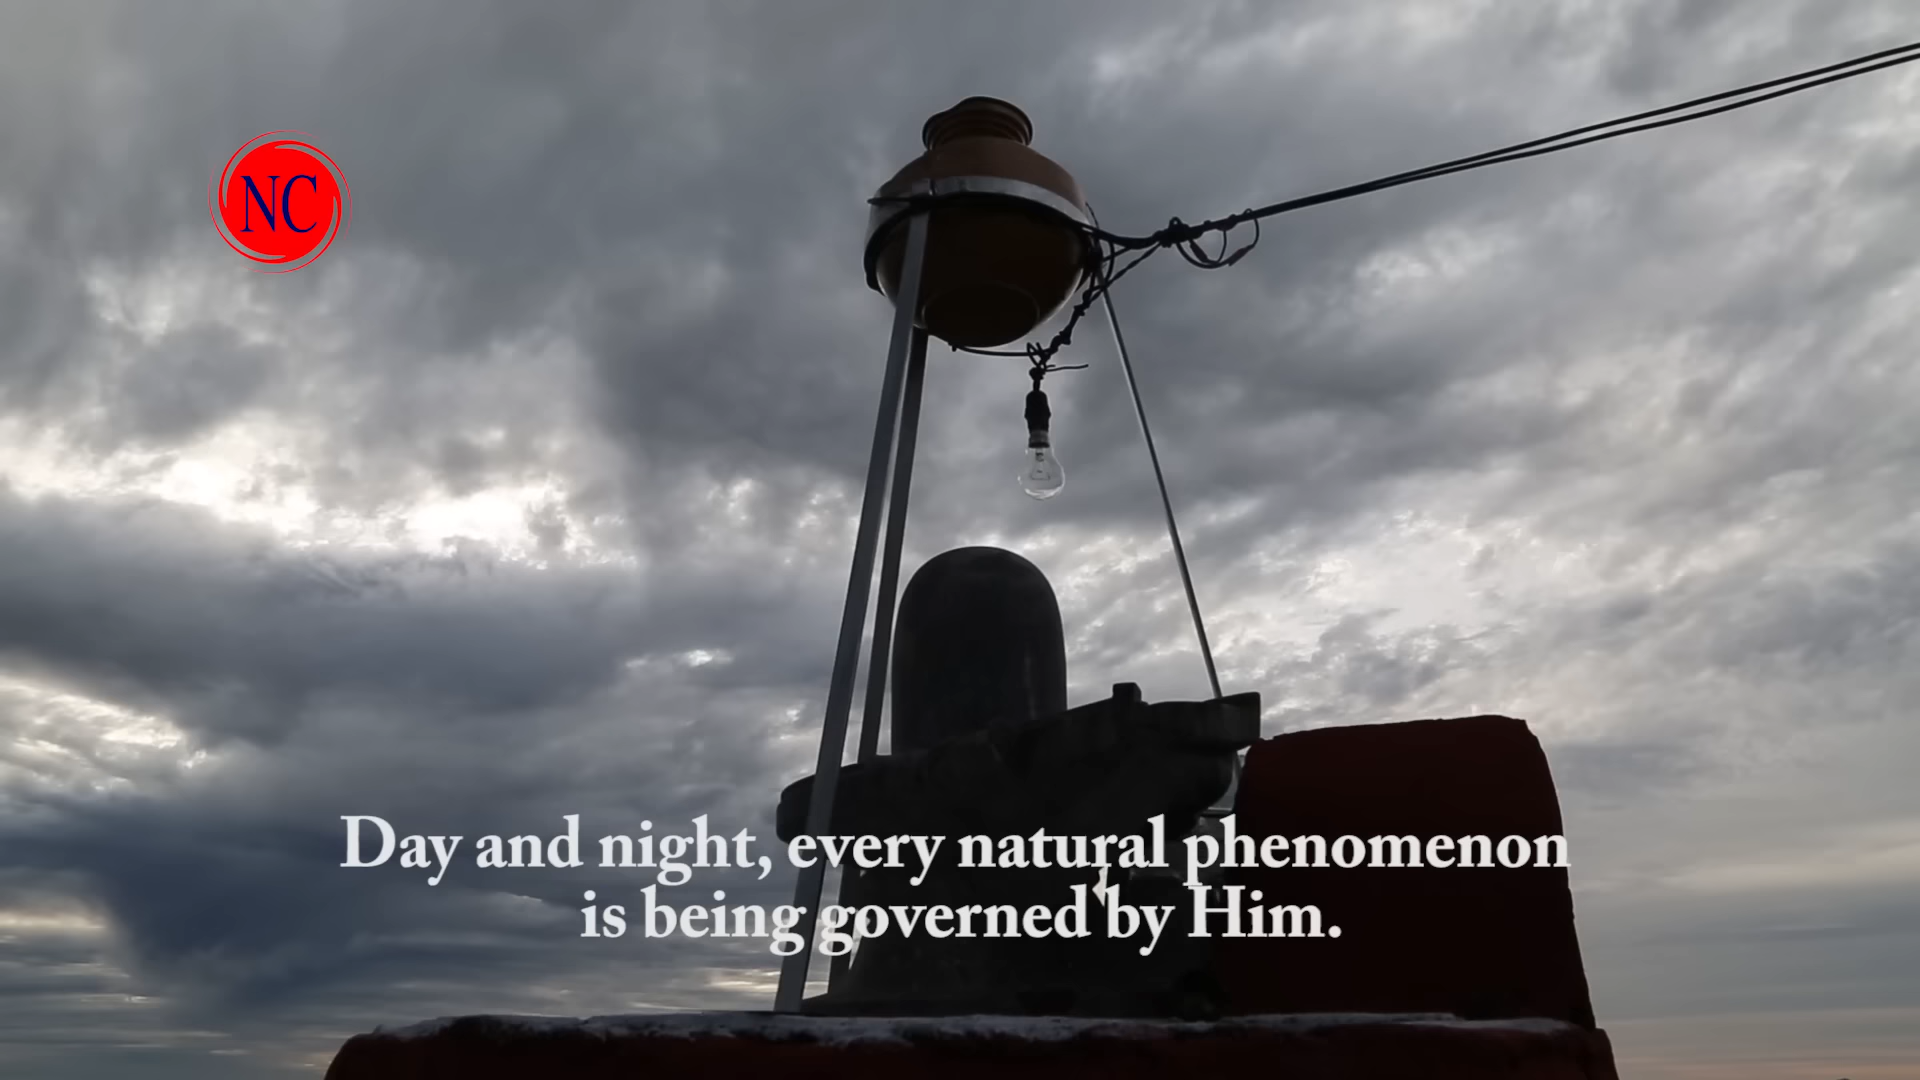 NC
Day and night, every natural phenomenon
is being governed by Him.